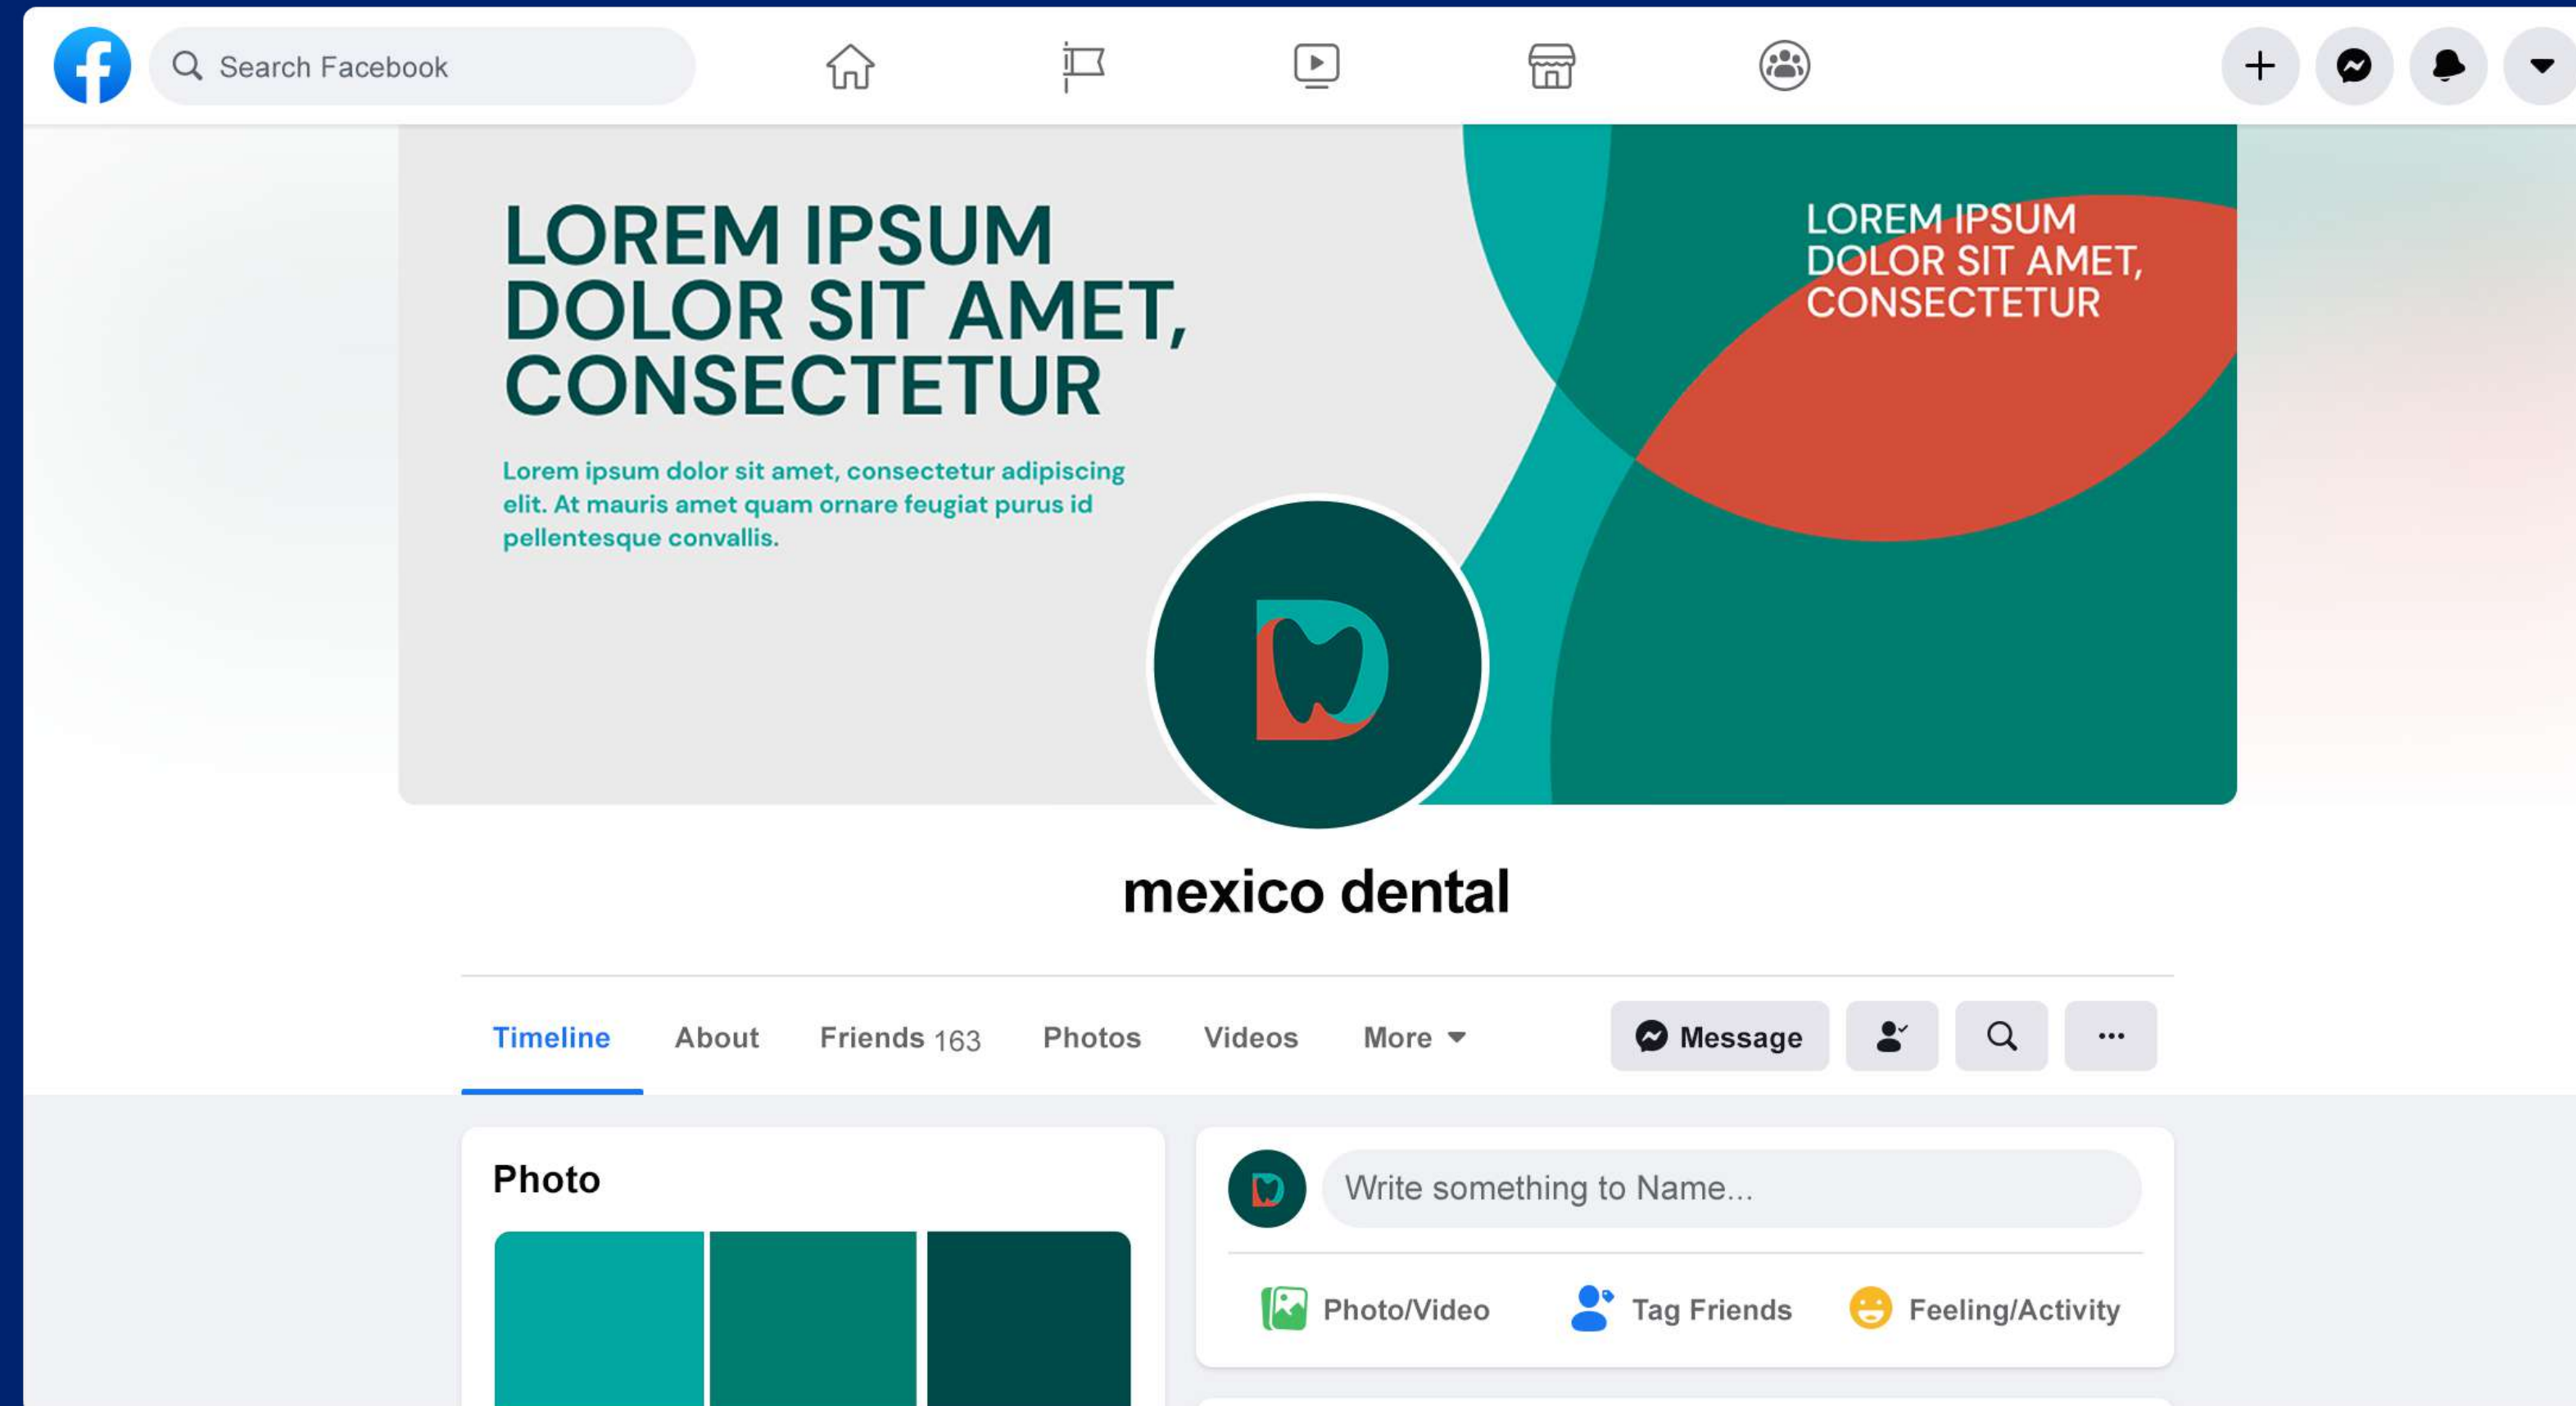 Search Facebook
LOREM IPSUM
DOLOR SIT AMET,
CONSECTETUR
Lorem ipsum dolor sit amet, consectetur adipiscing
elit. At mauris amet quam ornare feugiat purus id
pellentesque convallis.
LOREM IPSUM
DOLOR SIT AMET,
CONSECTETUR
mexico dental
Timeline About Friends 163 Photos Videos More
Message
Photo
Write something to Name...
Photo/Video Tag Friends Feeling/Activity